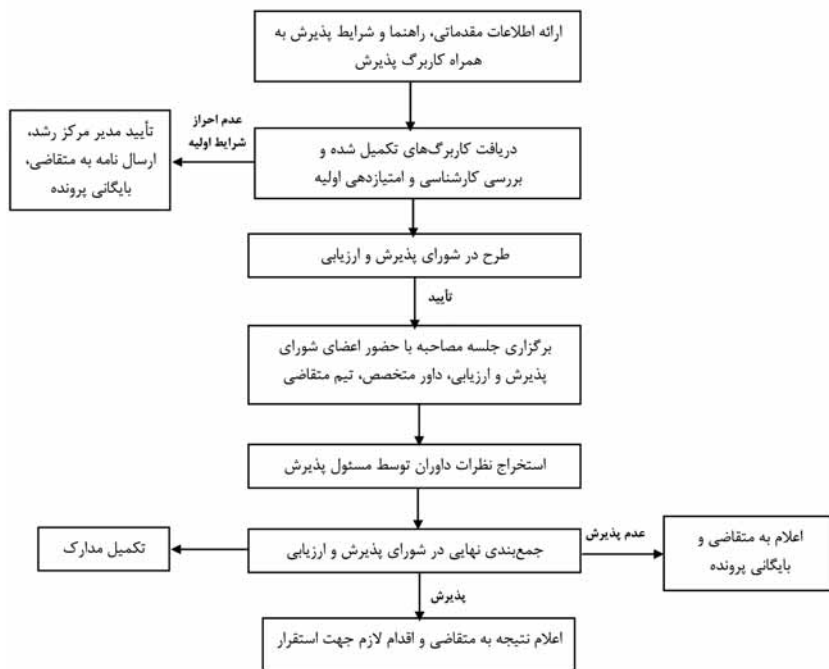 ارائه اطلاعات مقدماتی، راهنما و شرایط پذیرش به
همراه کاربرگ پذیرش
عدم احراز
شرایط اولیه
تأیید مدیر مرکز رشد،
ارسال نامه به متقاضی،
بایگانی پرونده
دریافت کاربرگ‌های تکمیل شده و
بررسی کارشناسی و امتیازدهی اولیه
طرح در شورای پذیرش و ارزیابی
تأیید
برگزاری جلسه مصاحبه با حضور اعضای شورای
پذیرش و ارزیابی، داور متخصص، تیم متقاضی
استخراج نظرات داوران توسط مسئول پذیرش
اعلام به متقاضی و
بایگانی پرونده
عدم پذیرش
جمع‌بندی نهایی در شورای پذیرش و ارزیابی
تکمیل مدارک
پذیرش
اعلام نتیجه به متقاضی و اقدام لازم جهت استقرار